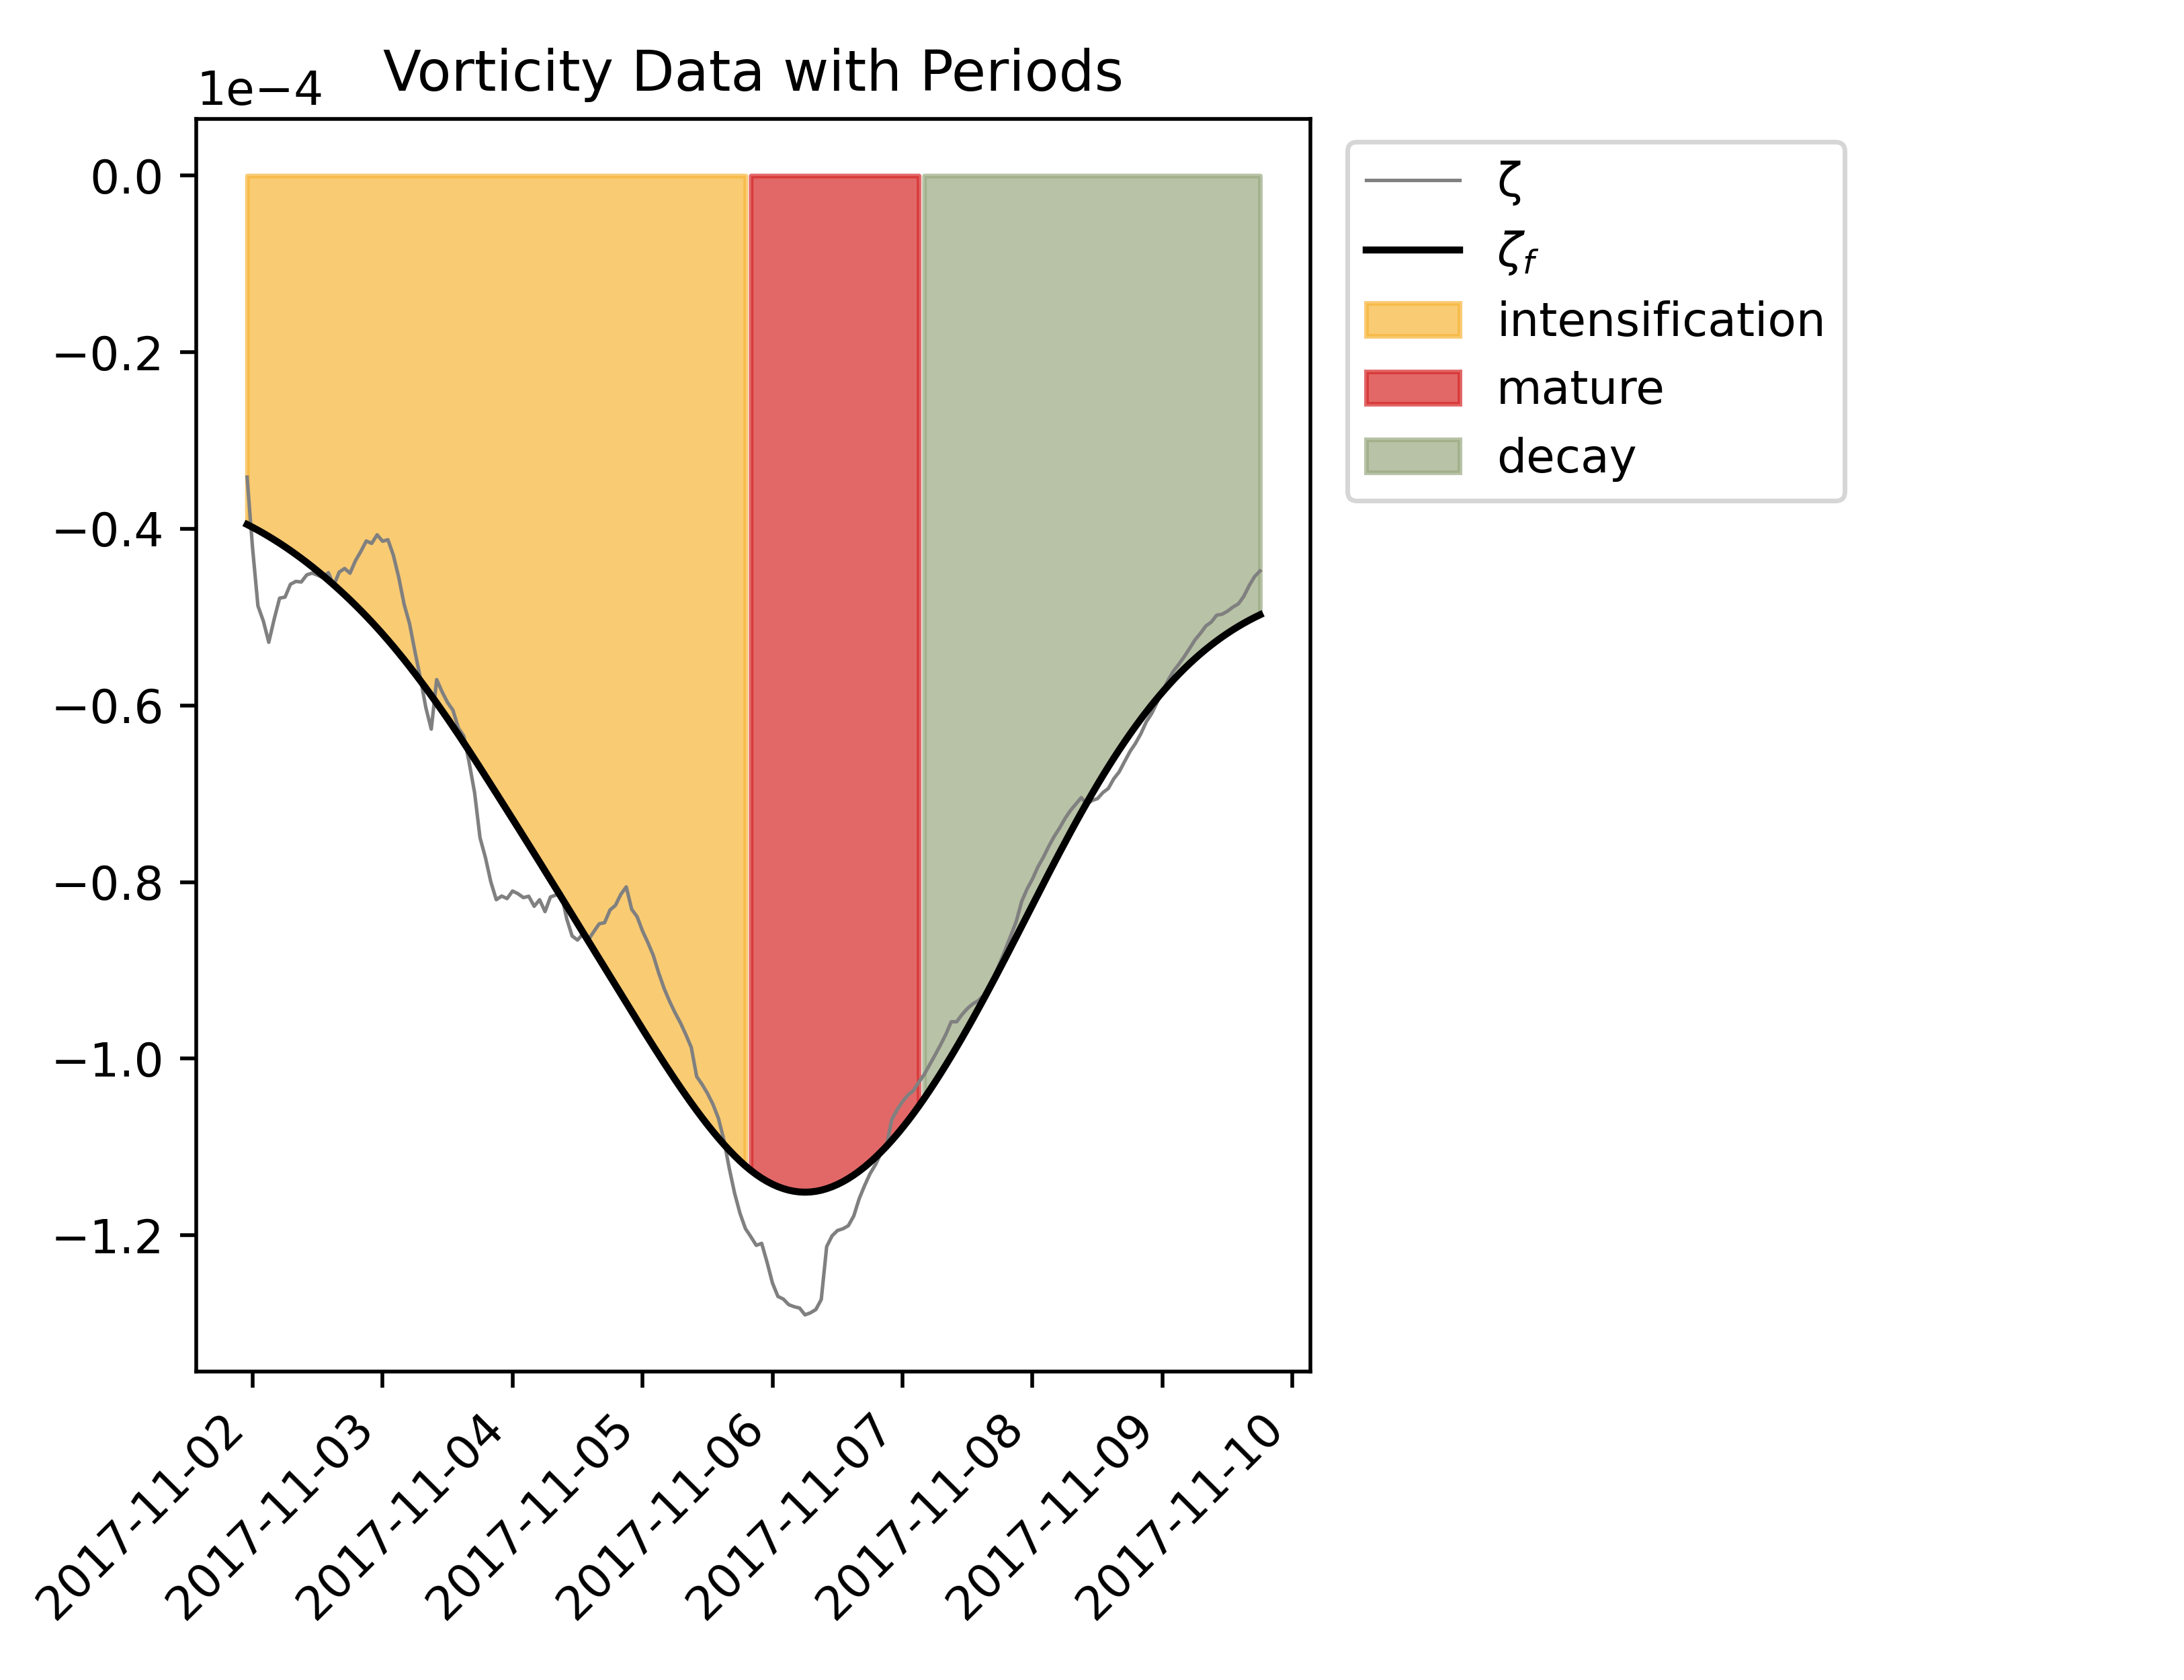 Vorticity Data with Periods
1e−4
0.0
−0.2
−0.4
−0.6
−0.8
−1.0
−1.2
2017-11-02
2017-11-03
2017-11-04
2017-11-05
2017-11-06
2017-11-07
2017-11-08
2017-11-09
2017-11-10
ζ
ζf
intensification
mature
decay